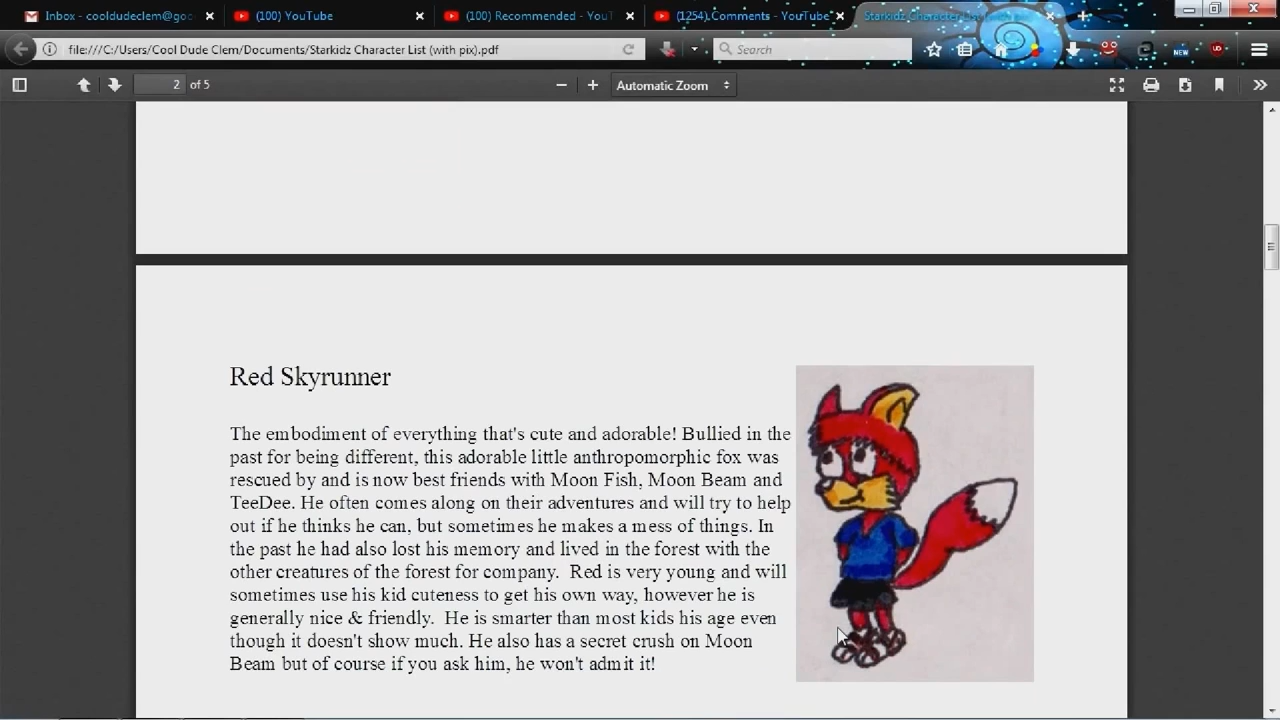 Inbox - cooldudeclem@goo
(100) YouTube
(100) Recommended - YouT
(1254) Comments - YouTube
Starkidz Character List (with pix).pdf
file:///C:/Users/Cool Dude Clem/Documents/Starkidz Character List (with pix).pdf
Search
NEW
2 of 5
Automatic Zoom
Red Skyrunner
The embodiment of everything that's cute and adorable! Bullied in the
past for being different, this adorable little anthropomorphic fox was
rescued by and is now best friends with Moon Fish, Moon Beam and
TeeDee. He often comes along on their adventures and will try to help
out if he thinks he can, but sometimes he makes a mess of things. In
the past he had also lost his memory and lived in the forest with the
other creatures of the forest for company.  Red is very young and will
sometimes use his kid cuteness to get his own way, however he is
generally nice & friendly.  He is smarter than most kids his age even
though it doesn't show much. He also has a secret crush on Moon
Beam but of course if you ask him, he won't admit it!